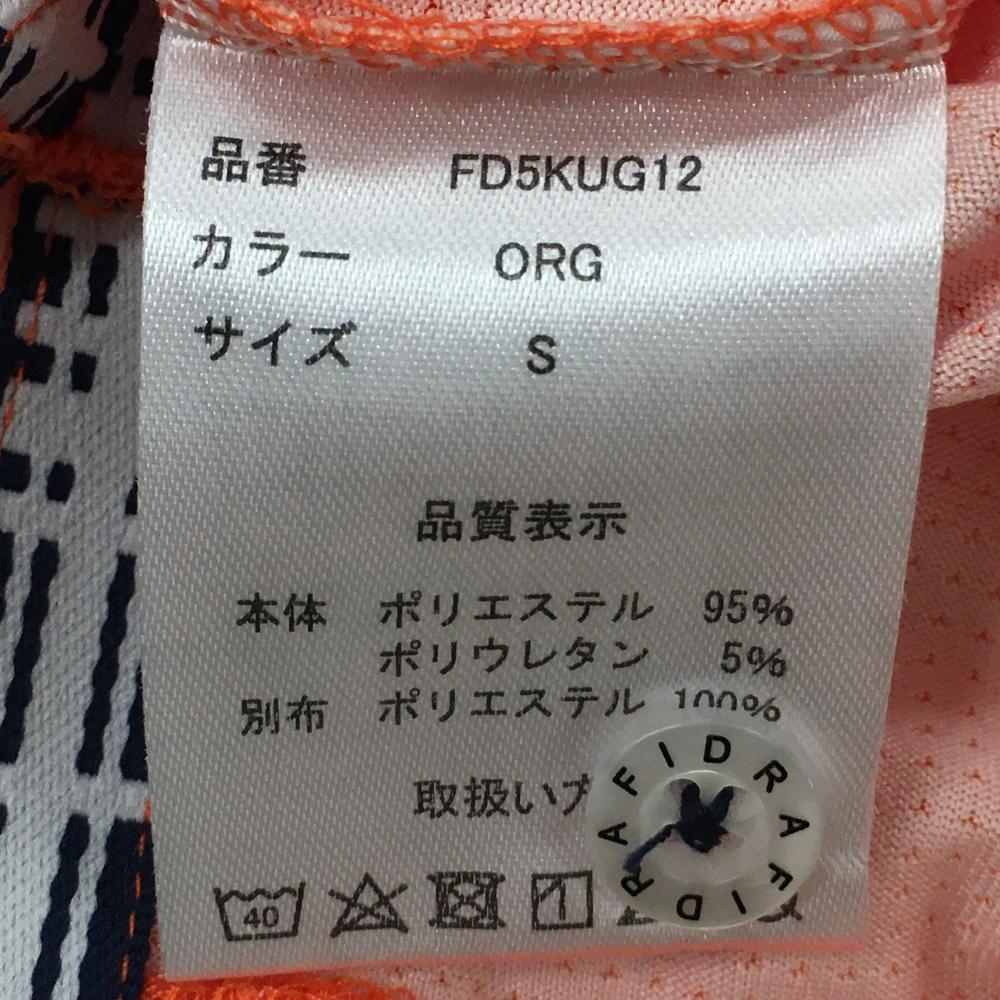 品番 FD5KUG12
カラー ORG
サイズ S
品質表示
本体 ポリエステル 95%
ポリウレタン 5%
別布 ポリエステル 100%
取扱い方
40
FIDRA FIDRA